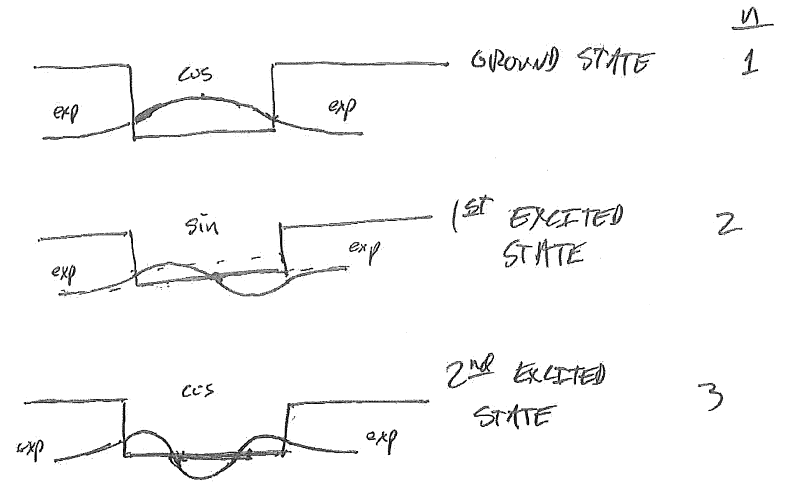 n
cos
GROUND STATE 1
exp exp
sin
1st EXCITED 2
STATE
exp exp
cos
2nd EXCITED 3
STATE
exp exp